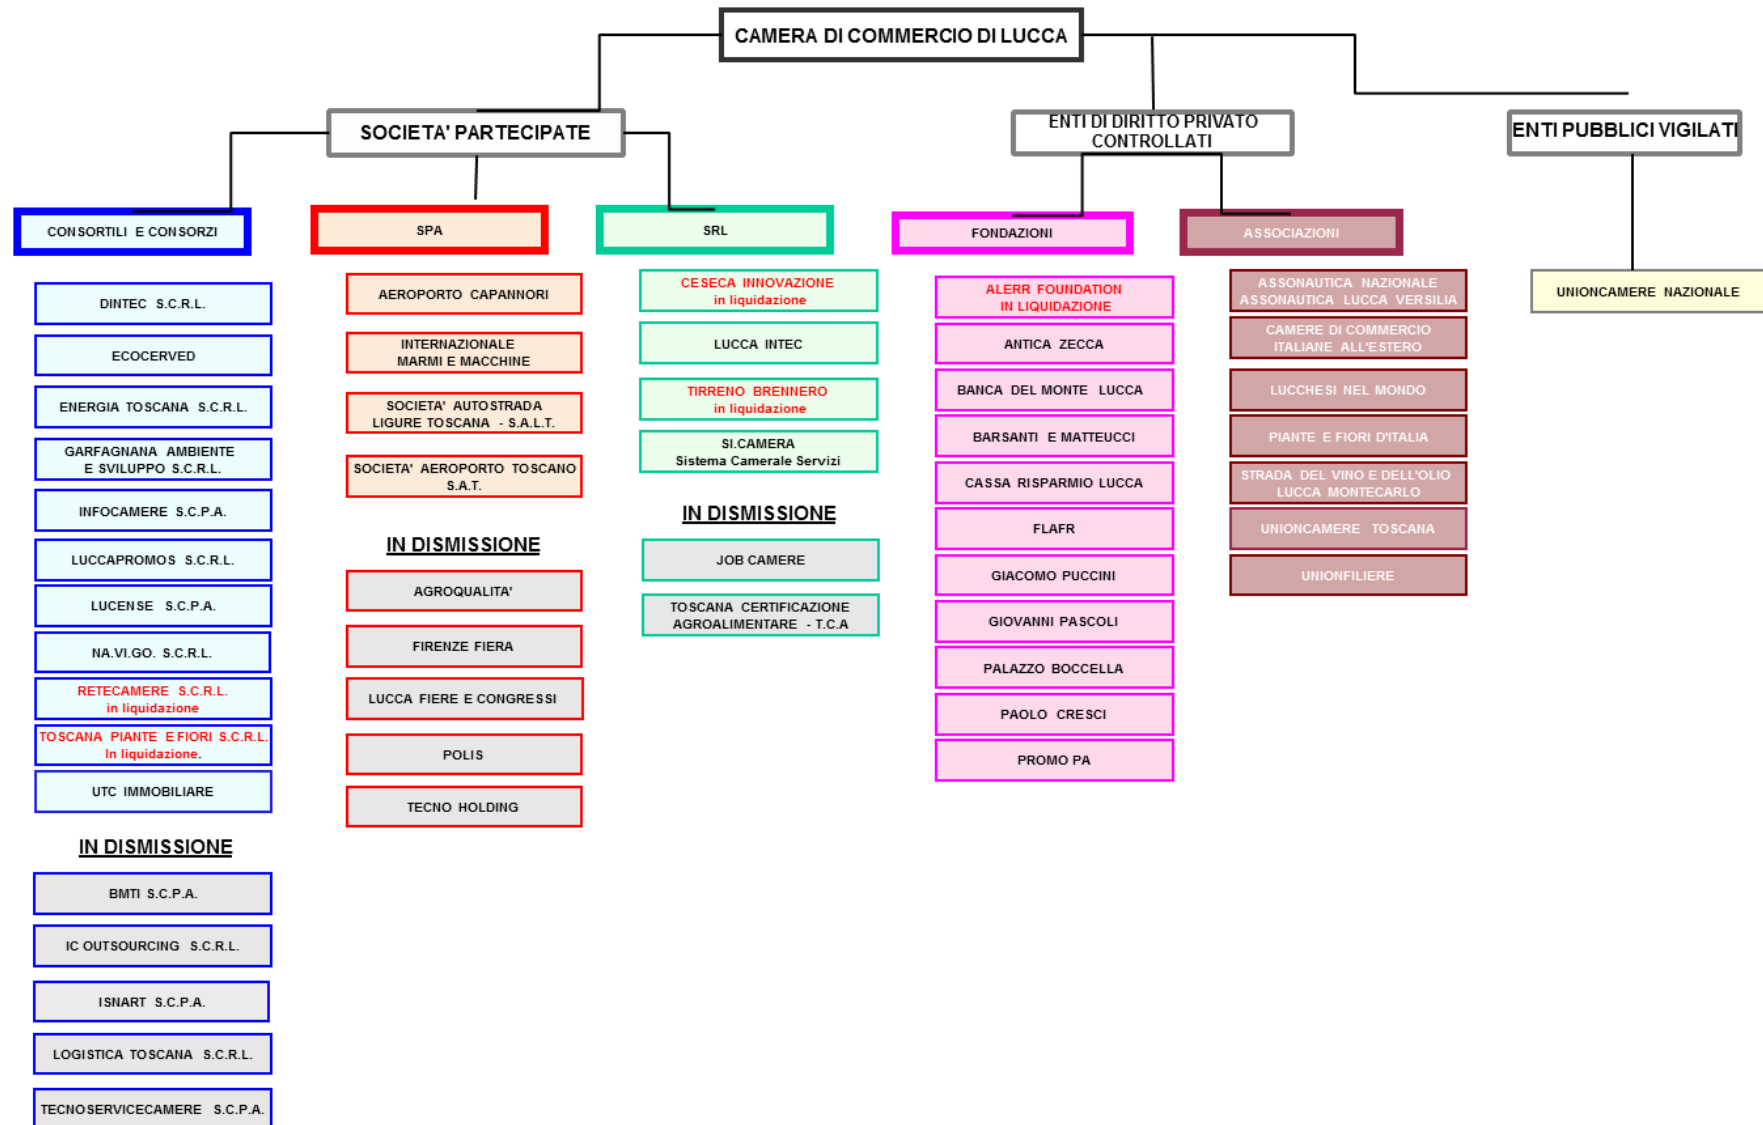 CAMERA DI COMMERCIO DI LUCCA
SOCIETA' PARTECIPATE
ENTI DI DIRITTO PRIVATO
CONTROLLATI
ENTI PUBBLICI VIGILATI
CONSORTILI E CONSORZI
DINTEC S.C.R.L.
ECOCERVED
ENERGIA TOSCANA S.C.R.L.
GARFAGNANA AMBIENTE
E SVILUPPO S.C.R.L.
INFOCAMERE S.C.P.A.
LUCCAPROMOS S.C.R.L.
LUCENSE S.C.P.A.
NA.VI.GO. S.C.R.L.
RETECAMERE S.C.R.L.
in liquidazione
TOSCANA PIANTE E FIORI S.C.R.L.
In liquidazione.
UTC IMMOBILIARE
IN DISMISSIONE
BMTI S.C.P.A.
IC OUTSOURCING S.C.R.L.
ISNART S.C.P.A.
LOGISTICA TOSCANA S.C.R.L.
TECNOSERVICECAMERE S.C.P.A.
SPA
AEROPORTO CAPANNORI
INTERNAZIONALE
MARMI E MACCHINE
SOCIETA' AUTOSTRADA
LIGURE TOSCANA - S.A.L.T.
SOCIETA' AEROPORTO TOSCANO
S.A.T.
IN DISMISSIONE
AGROQUALITA'
FIRENZE FIERA
LUCCA FIERE E CONGRESSI
POLIS
TECNO HOLDING
SRL
CESECA INNOVAZIONE
in liquidazione
LUCCA INTEC
TIRRENO BRENNERO
in liquidazione
SI.CAMERA
Sistema Camerale Servizi
IN DISMISSIONE
JOB CAMERE
TOSCANA CERTIFICAZIONE
AGROALIMENTARE - T.C.A
FONDAZIONI
ALERR FOUNDATION
IN LIQUIDAZIONE
ANTICA ZECCA
BANCA DEL MONTE LUCCA
BARSANTI E MATTEUCCI
CASSA RISPARMIO LUCCA
FLAFR
GIACOMO PUCCINI
GIOVANNI PASCOLI
PALAZZO BOCCELLA
PAOLO CRESCI
PROMO PA
ASSOCIAZIONI
ASSONAUTICA NAZIONALE
ASSONAUTICA LUCCA VERSILIA
CAMERE DI COMMERCIO
ITALIANE ALL'ESTERO
LUCCHESI NEL MONDO
PIANTE E FIORI D'ITALIA
STRADA DEL VINO E DELL'OLIO
LUCCA MONTECARLO
UNIONCAMERE TOSCANA
UNIONFILIERE
UNIONCAMERE NAZIONALE